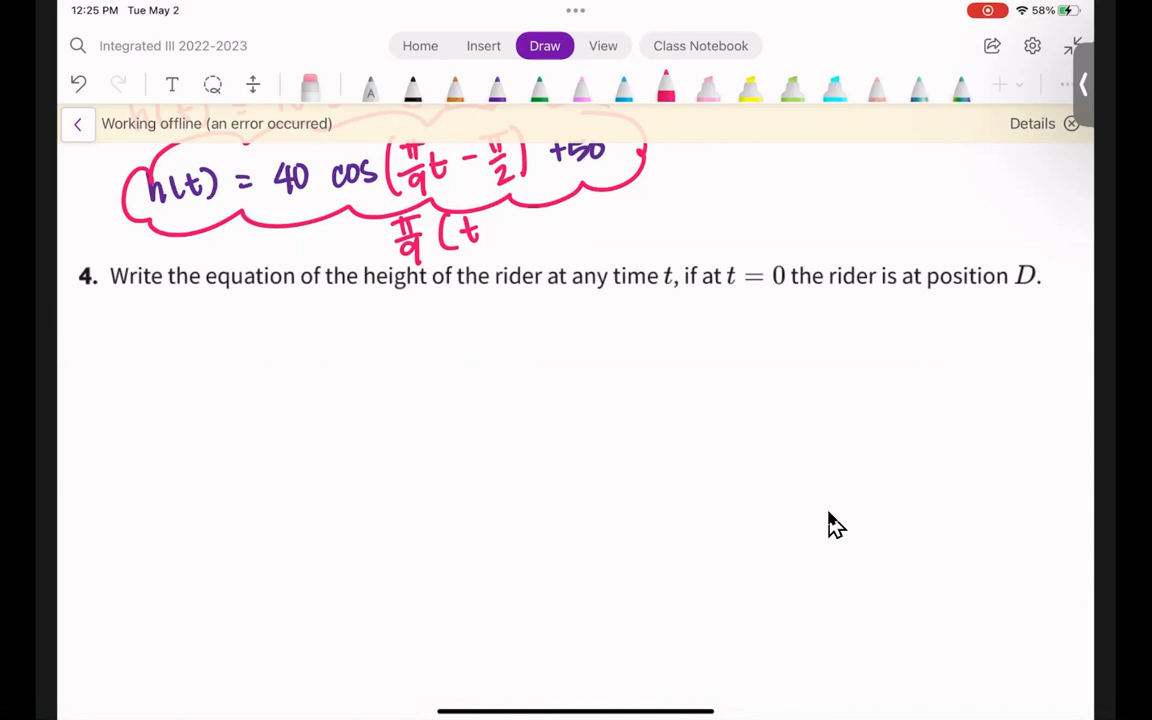 12:25 PM Tue May 2
58%
Integrated III 2022-2023
Home Insert Draw View Class Notebook
T
A
Working offline (an error occurred) Details
h(t) = 40 cos(π/9 t - π/2) +50
π/9 (t
4. Write the equation of the height of the rider at any time t, if at t = 0 the rider is at position D.